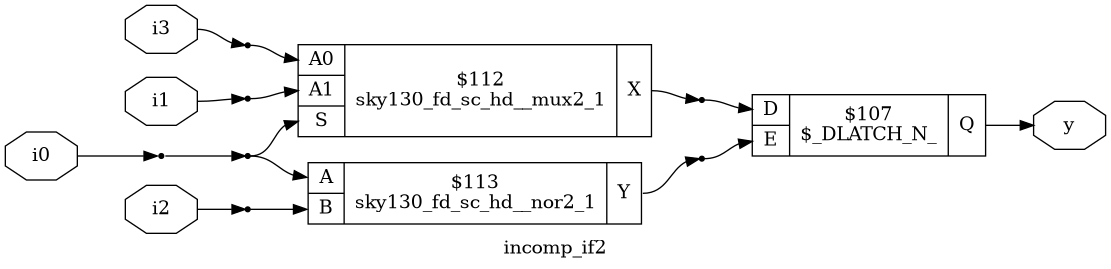 i3
i1
i0
i2
A0
A1
S
$112
sky130_fd_sc_hd__mux2_1
X
A
B
$113
sky130_fd_sc_hd__nor2_1
Y
D
E
$107
$_DLATCH_N_
Q
y
incomp_if2